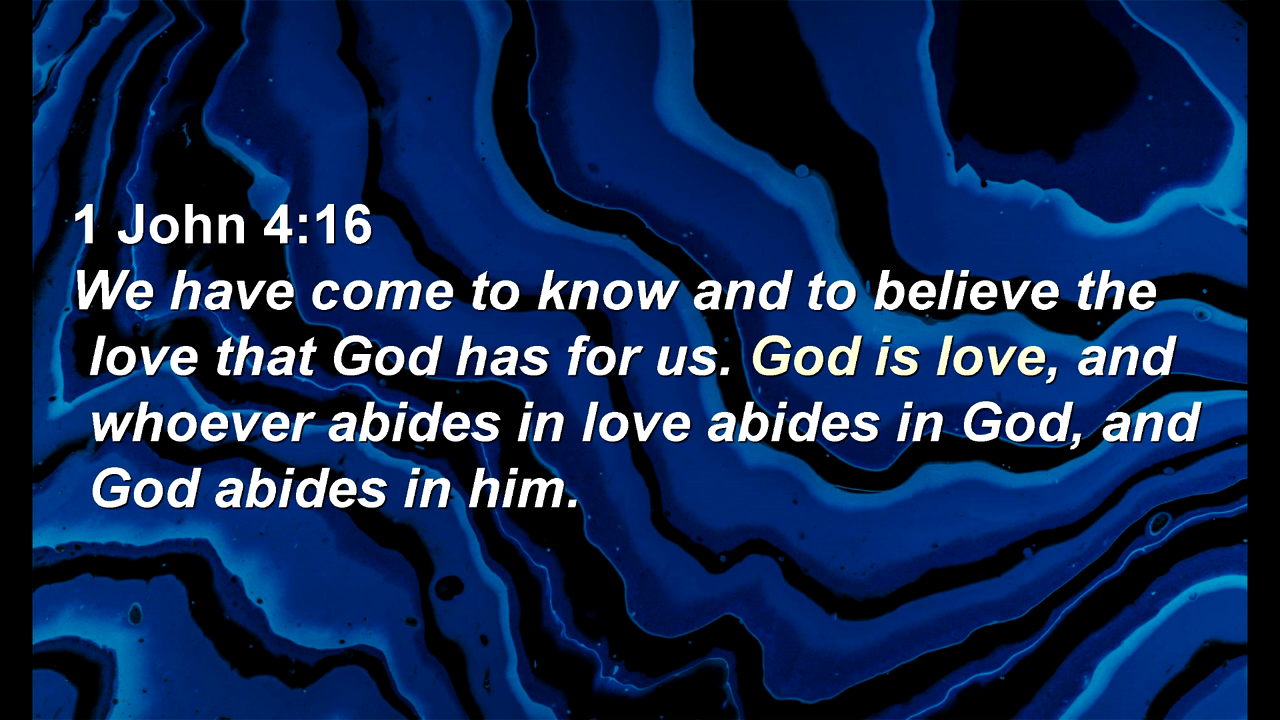 1 John 4:16
We have come to know and to believe the
love that God has for us. God is love, and
whoever abides in love abides in God, and
God abides in him.